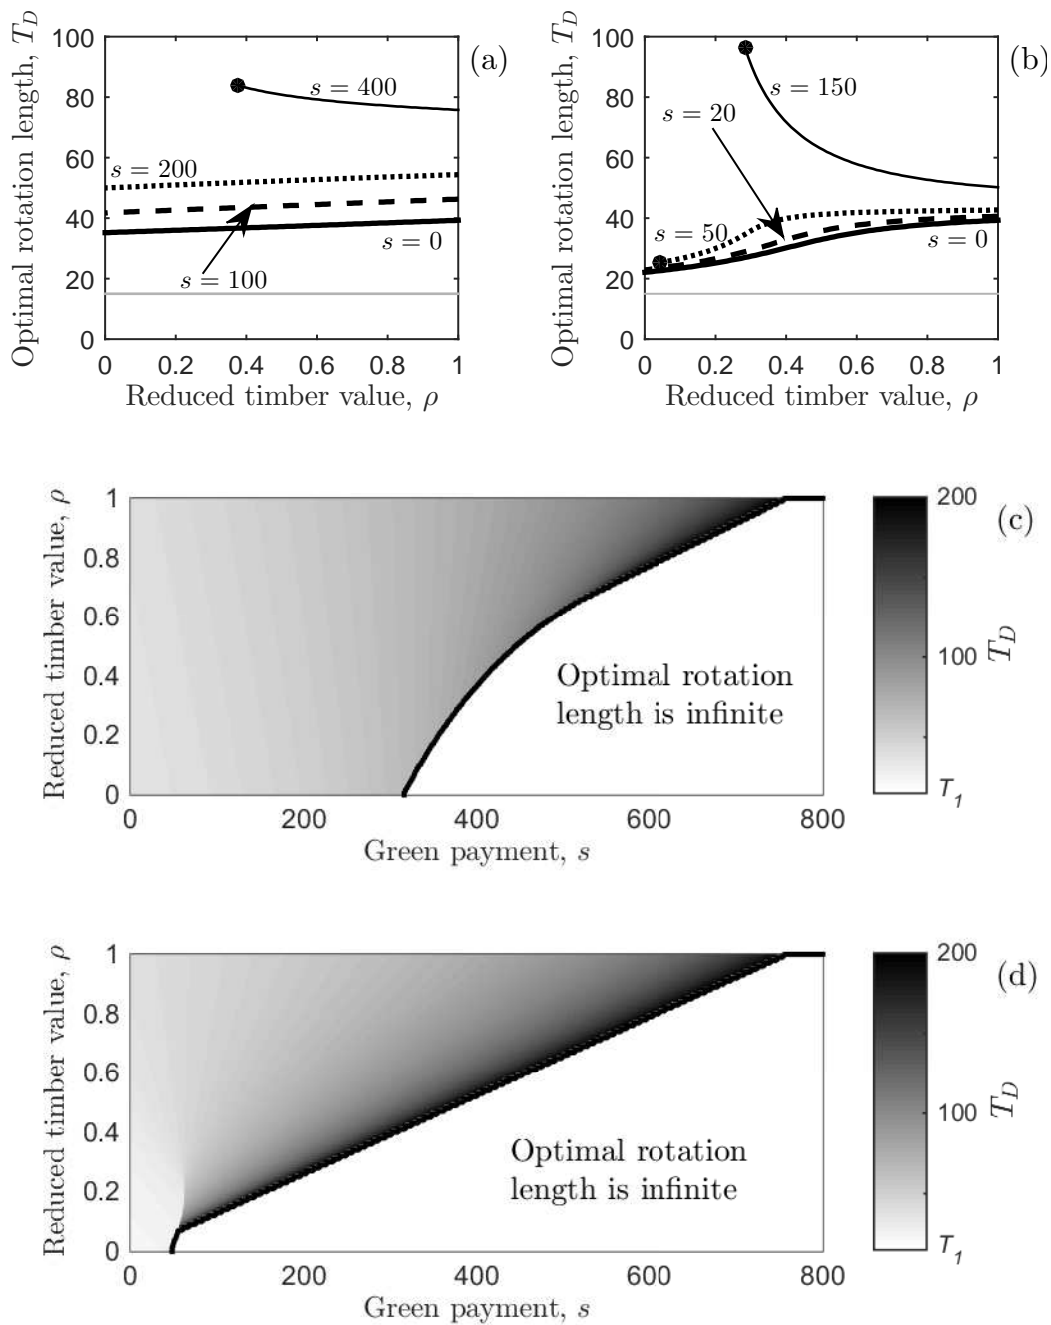 Optimal rotation length, T_D
100
80
60
40
20
0
(a)
s = 400
s = 200
s = 0
s = 100
0 0.2 0.4 0.6 0.8 1
Reduced timber value, ρ
Optimal rotation length, T_D
100
80
60
40
20
0
(b)
s = 150
s = 20
s = 50
s = 0
0 0.2 0.4 0.6 0.8 1
Reduced timber value, ρ
Reduced timber value, ρ
1
0.8
0.6
0.4
0.2
0
Optimal rotation
length is infinite
0 200 400 600 800
Green payment, s
200
100
T_1
T_D
(c)
Reduced timber value, ρ
1
0.8
0.6
0.4
0.2
0
Optimal rotation
length is infinite
0 200 400 600 800
Green payment, s
200
100
T_1
T_D
(d)